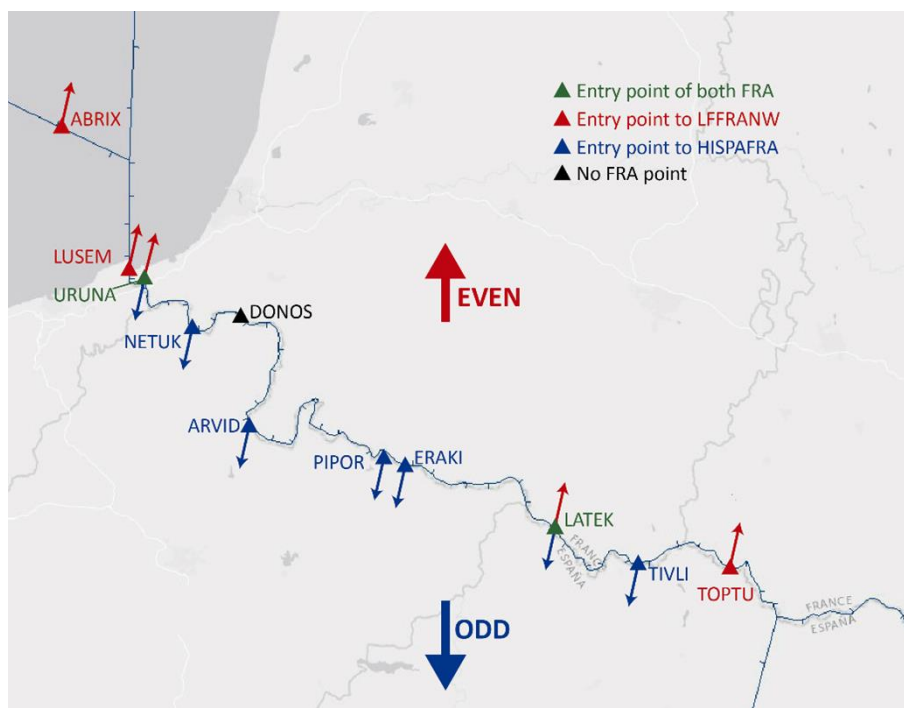 ABRIX
Entry point of both FRA
Entry point to LFFRANW
Entry point to HISPAFRA
No FRA point
LUSEM
URUNA
EVEN
DONOS
NETUK
ARVID
PIPOR
ERAKI
LATEK
FRANCE
ESPAÑA
TIVLI
TOPTU
FRANCE
ESPAÑA
ODD